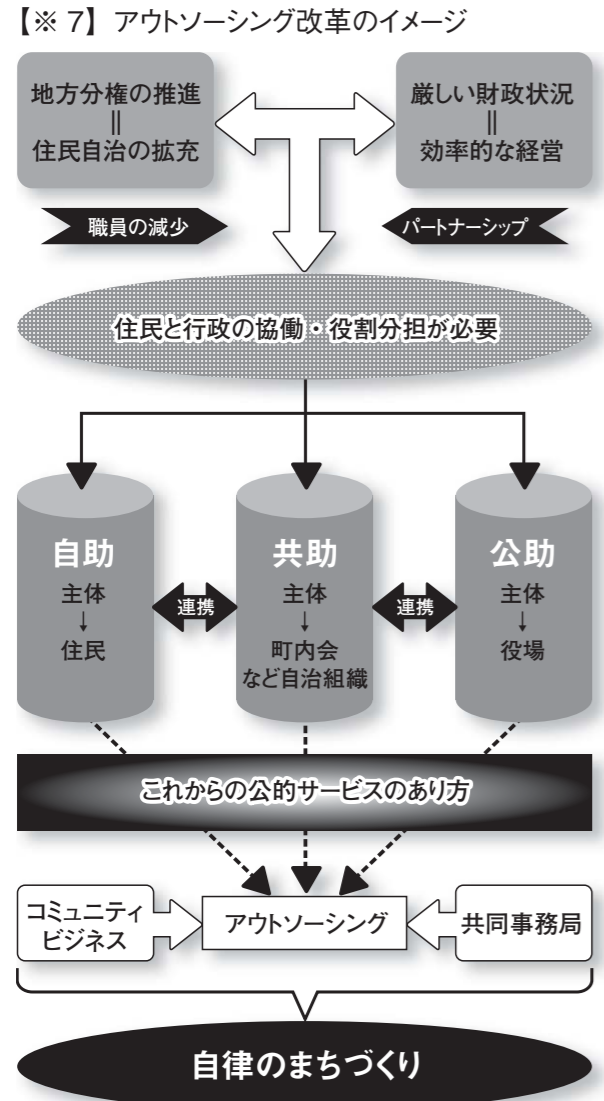 【※ 7】 アウトソーシング改革のイメージ
地方分権の推進
||
住民自治の拡充
厳しい財政状況
||
効率的な経営
職員の減少
パートナーシップ
住民と行政の協働・役割分担が必要
自助
主体
↓
住民
連携
共助
主体
↓
町内会
など自治組織
連携
公助
主体
↓
役場
これからの公的サービスのあり方
コミュニティ
ビジネス
アウトソーシング
共同事務局
自律のまちづくり